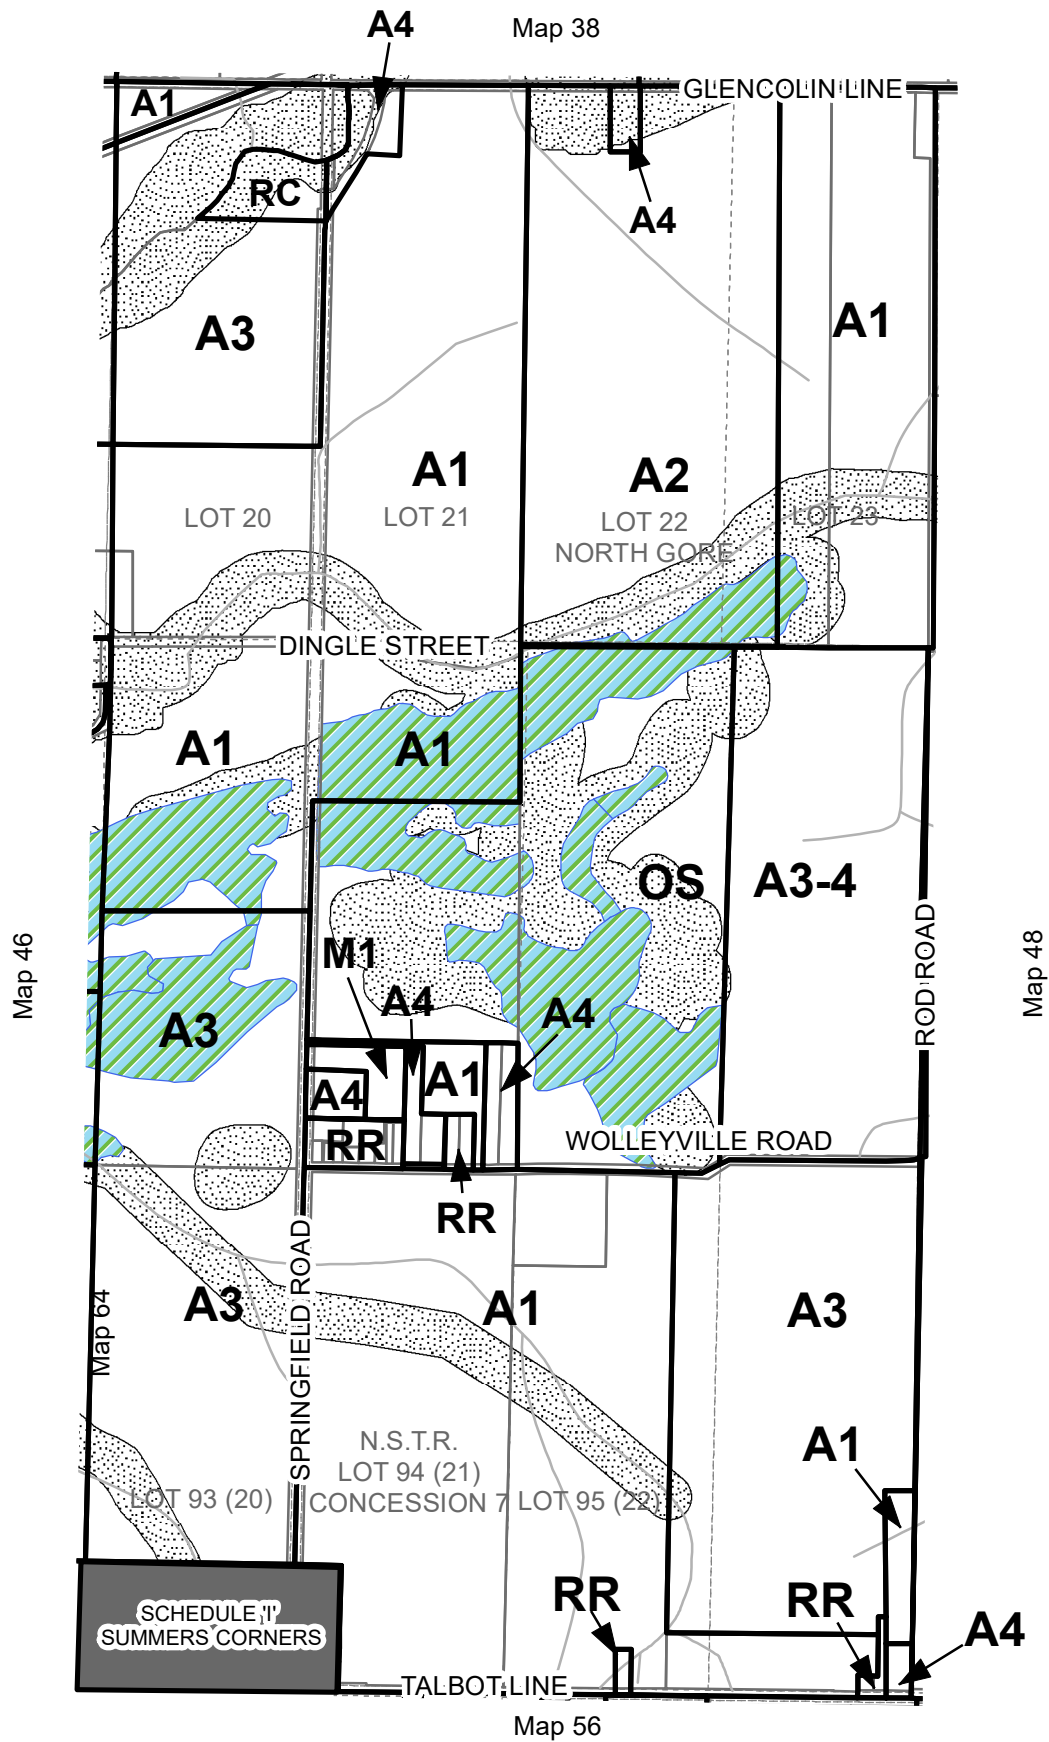 A4
Map 38
GLENCOLIN LINE
A1
RC
A4
A3
A1
A1
A2
LOT 20
LOT 21
LOT 22
NORTH GORE
LOT 23
DINGLE STREET
A1
A1
OS
A3-4
Map 46
M1
A4
A4
ROD ROAD
Map 48
A3
A1
A4
RR
WOLLEYVILLE ROAD
RR
SPRINGFIELD ROAD
Map 64
A3
A1
A3
N.S.T.R.
LOT 94 (21)
CONCESSION 7
LOT 93 (20)
LOT 95 (22)
A1
RR
RR
A4
SCHEDULE 'I'
SUMMERS CORNERS
TALBOT LINE
Map 56